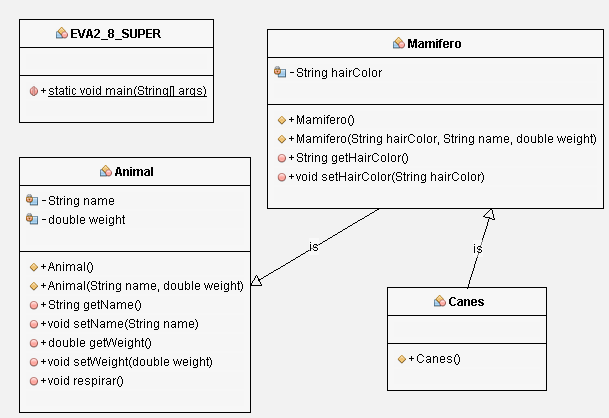 EVA2_8_SUPER
+static void main(String[] args)
Mamifero
-String hairColor
+Mamifero()
+Mamifero(String hairColor, String name, double weight)
+String getHairColor()
+void setHairColor(String hairColor)
Animal
-String name
-double weight
+Animal()
+Animal(String name, double weight)
+String getName()
+void setName(String name)
+double getWeight()
+void setWeight(double weight)
+void respirar()
is
is
Canes
+Canes()